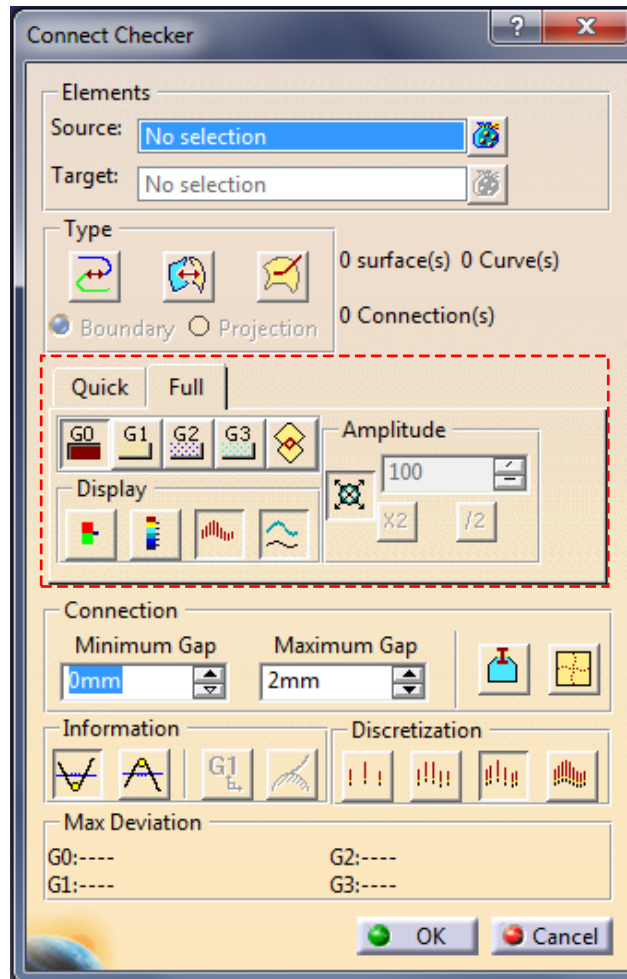 Connect Checker
?
X
Elements
Source: No selection
Target: No selection
Type
0 surface(s) 0 Curve(s)
Boundary Projection
0 Connection(s)
Quick Full
G0 G1 G2 G3
Amplitude
100
Display
X2 /2
Connection
Minimum Gap Maximum Gap
0mm 2mm
Information Discretization
G1
Max Deviation
G0:---- G2:----
G1:---- G3:----
OK Cancel